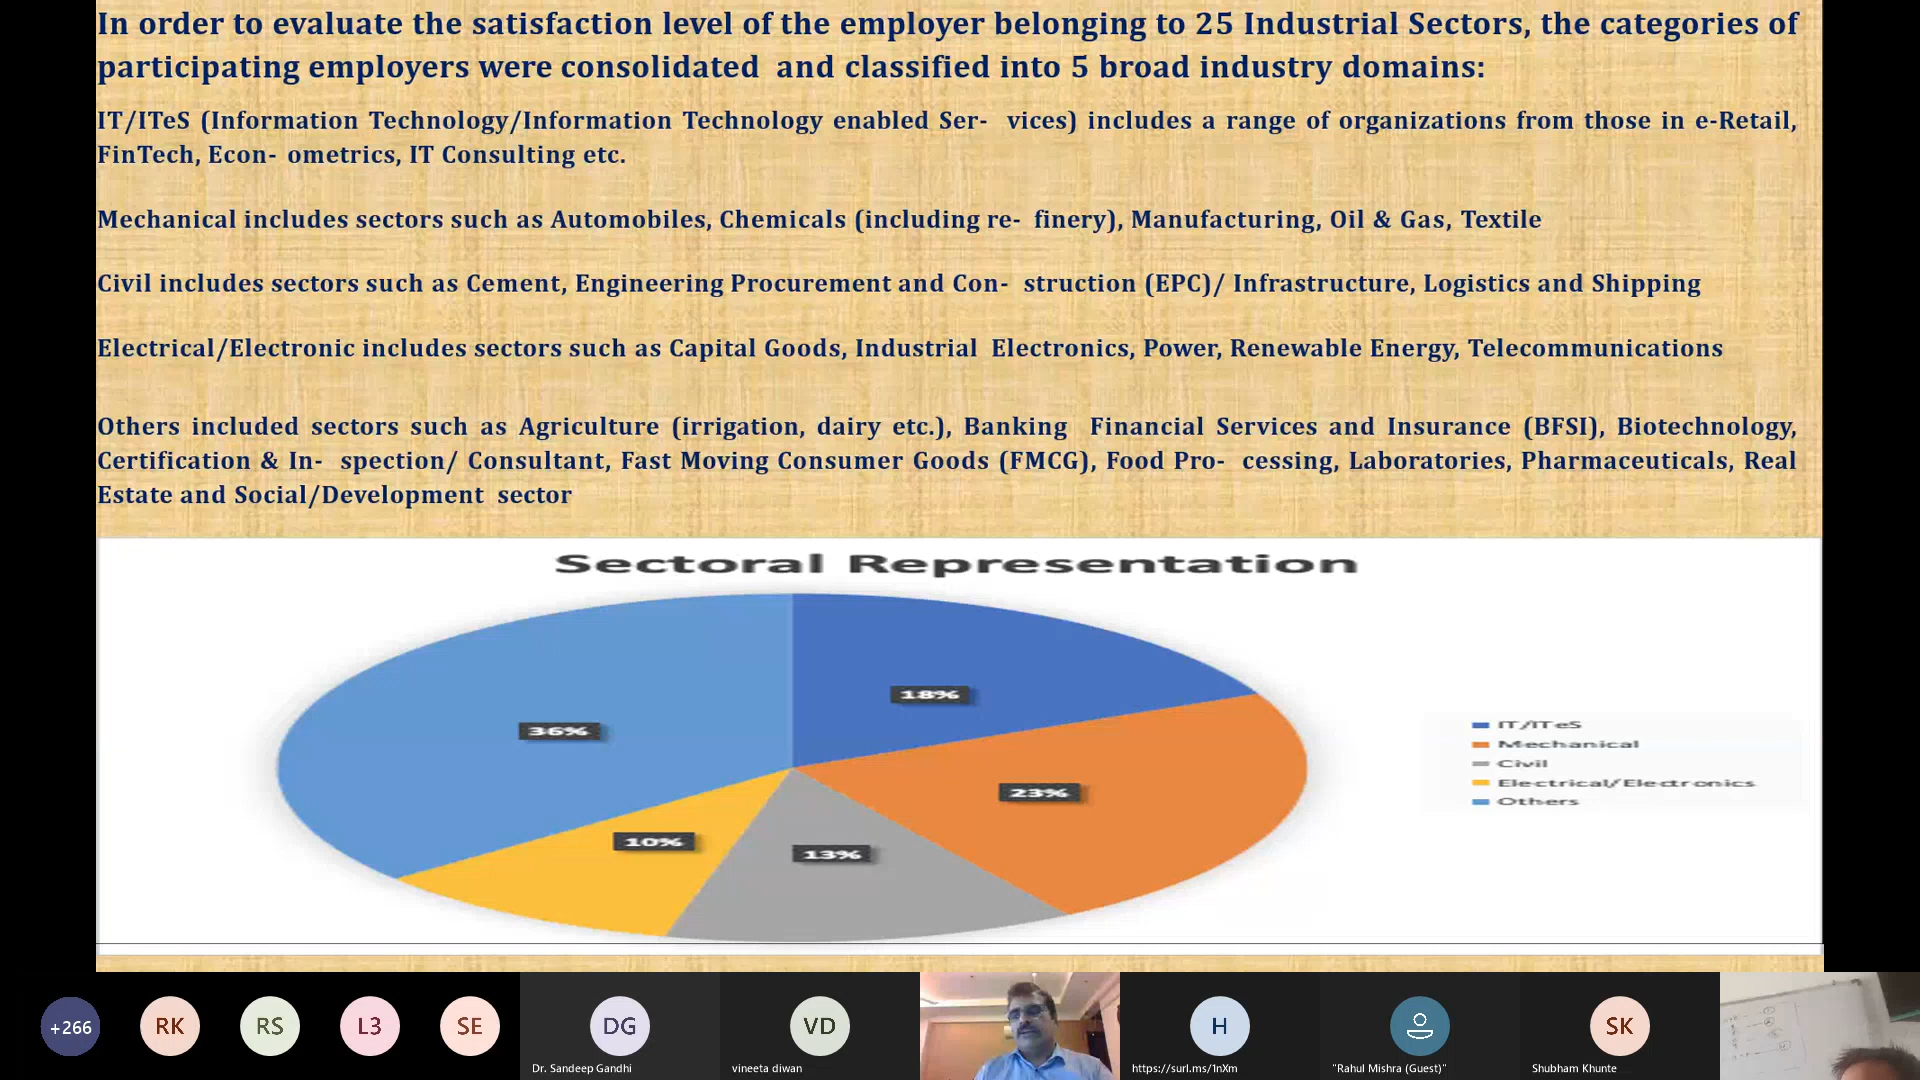 In order to evaluate the satisfaction level of the employer belonging to 25 Industrial Sectors, the categories of
participating employers were consolidated and classified into 5 broad industry domains:
IT/ITeS (Information Technology/Information Technology enabled Ser- vices) includes a range of organizations from those in e-Retail,
FinTech, Econ- ometrics, IT Consulting etc.
Mechanical includes sectors such as Automobiles, Chemicals (including re- finery), Manufacturing, Oil & Gas, Textile
Civil includes sectors such as Cement, Engineering Procurement and Con- struction (EPC)/ Infrastructure, Logistics and Shipping
Electrical/Electronic includes sectors such as Capital Goods, Industrial Electronics, Power, Renewable Energy, Telecommunications
Others included sectors such as Agriculture (irrigation, dairy etc.), Banking Financial Services and Insurance (BFSI), Biotechnology,
Certification & In- spection/ Consultant, Fast Moving Consumer Goods (FMCG), Food Pro- cessing, Laboratories, Pharmaceuticals, Real
Estate and Social/Development sector
Sectoral Representation
18%
36%
23%
10%
13%
IT/ITeS
Mechanical
Civil
Electrical/Electronics
Others
+266
RK
RS
L3
SE
DG
VD
H
SK
Dr. Sandeep Gandhi
vineeta diwan
https://surl.ms/1nXm
"Rahul Mishra (Guest)"
Shubham Khunte